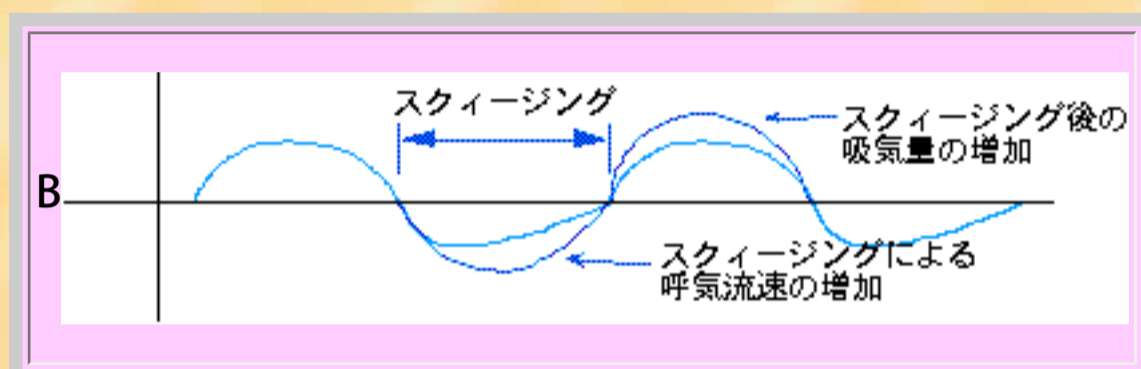 スクィージング
スクィージング後の
吸気量の増加
B
スクィージングによる
呼気流速の増加